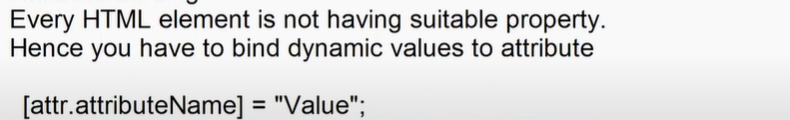 Every HTML element is not having suitable property.
Hence you have to bind dynamic values to attribute
[attr.attributeName] = "Value";